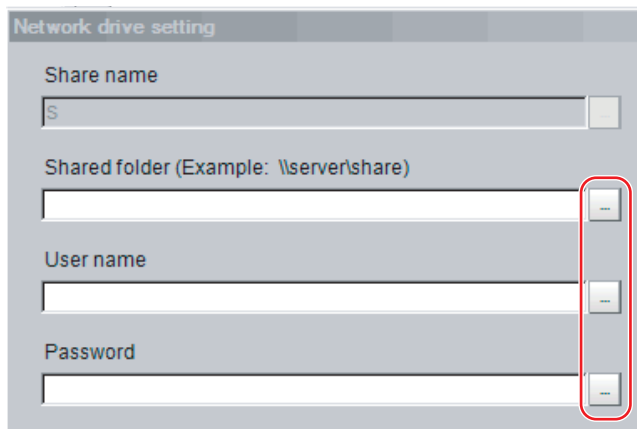 Network drive setting
Share name
S
...
Shared folder (Example: \\server\share)
...
User name
...
Password
...